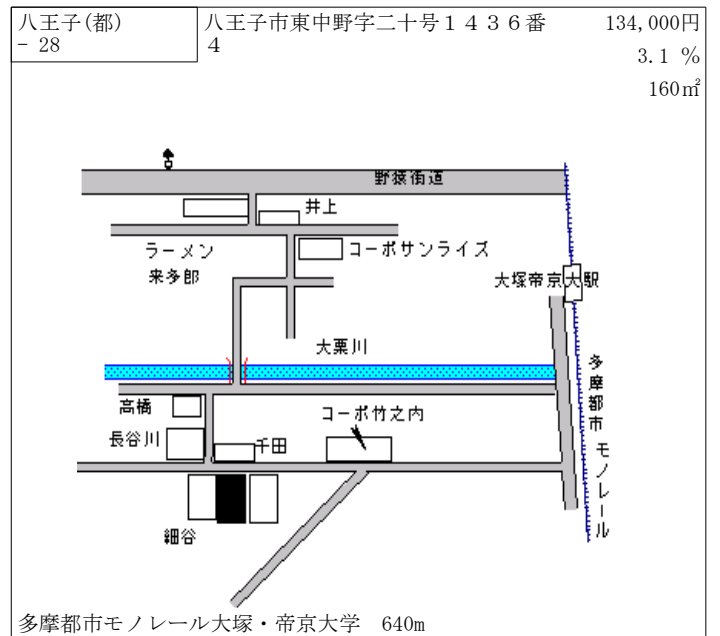 八王子(都)
- 28
八王子市東中野字二十号１４３６番
4
134,000円
3.1 %
160㎡
野猿街道
井上
ラーメン
来多郎
コーポサンライズ
大塚帝京大駅
大栗川
多摩都市モノレール
高橋
コーポ竹之内
長谷川
千田
細谷
多摩都市モノレール大塚・帝京大学　640m